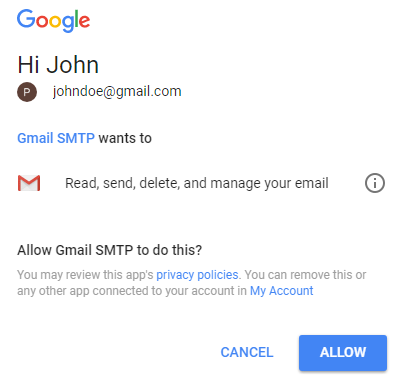 Google
Hi John
P johndoe@gmail.com
Gmail SMTP wants to
Read, send, delete, and manage your email
Allow Gmail SMTP to do this?
You may review this app's privacy policies. You can remove this or
any other app connected to your account in My Account
CANCEL ALLOW